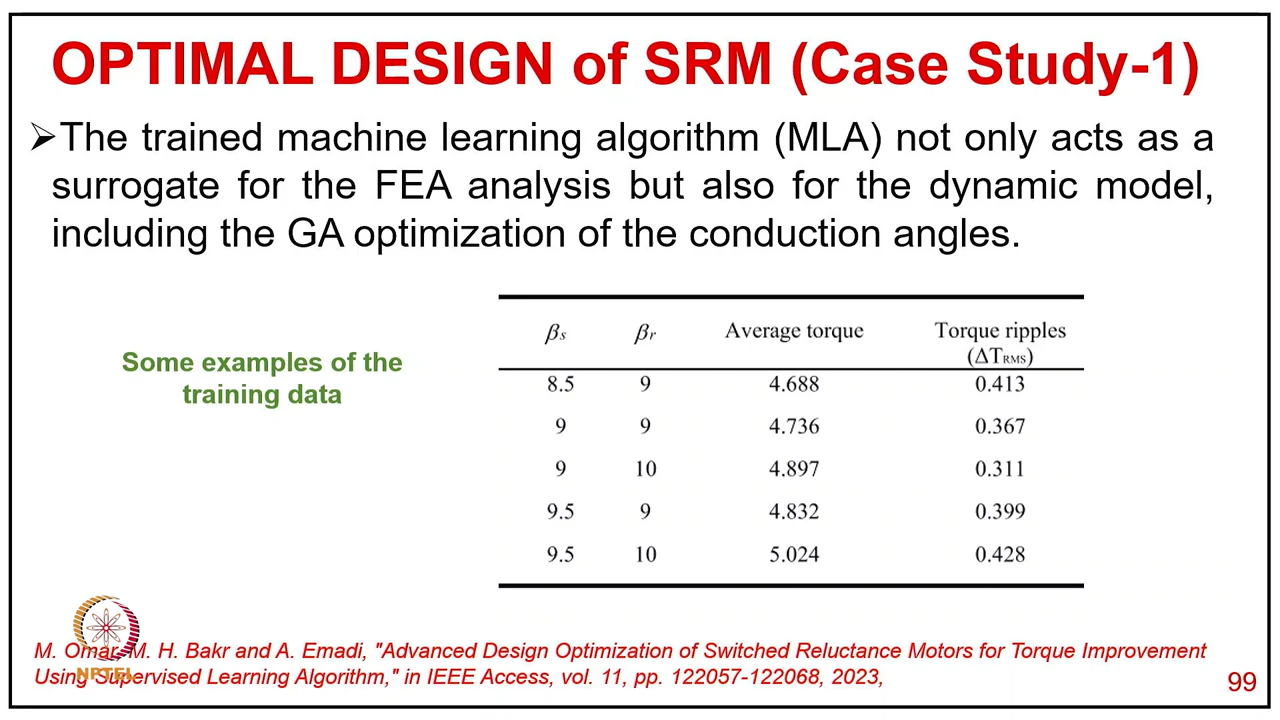 OPTIMAL DESIGN of SRM (Case Study-1)
➢The trained machine learning algorithm (MLA) not only acts as a
surrogate for the FEA analysis but also for the dynamic model,
including the GA optimization of the conduction angles.
Some examples of the
training data
βs βr Average torque Torque ripples
(ΔTRMS)
8.5 9 4.688 0.413
9 9 4.736 0.367
9 10 4.897 0.311
9.5 9 4.832 0.399
9.5 10 5.024 0.428
M. Omar, M. H. Bakr and A. Emadi, "Advanced Design Optimization of Switched Reluctance Motors for Torque Improvement
Using Supervised Learning Algorithm," in IEEE Access, vol. 11, pp. 122057-122068, 2023,
NPTEL
99